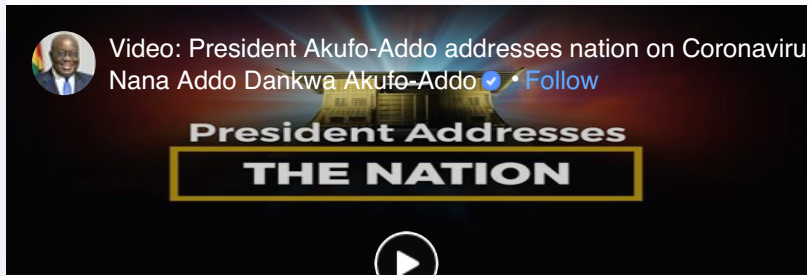 Video: President Akufo-Addo addresses nation on Coronaviru
Nana Addo Dankwa Akufo-Addo • Follow
President Addresses
THE NATION